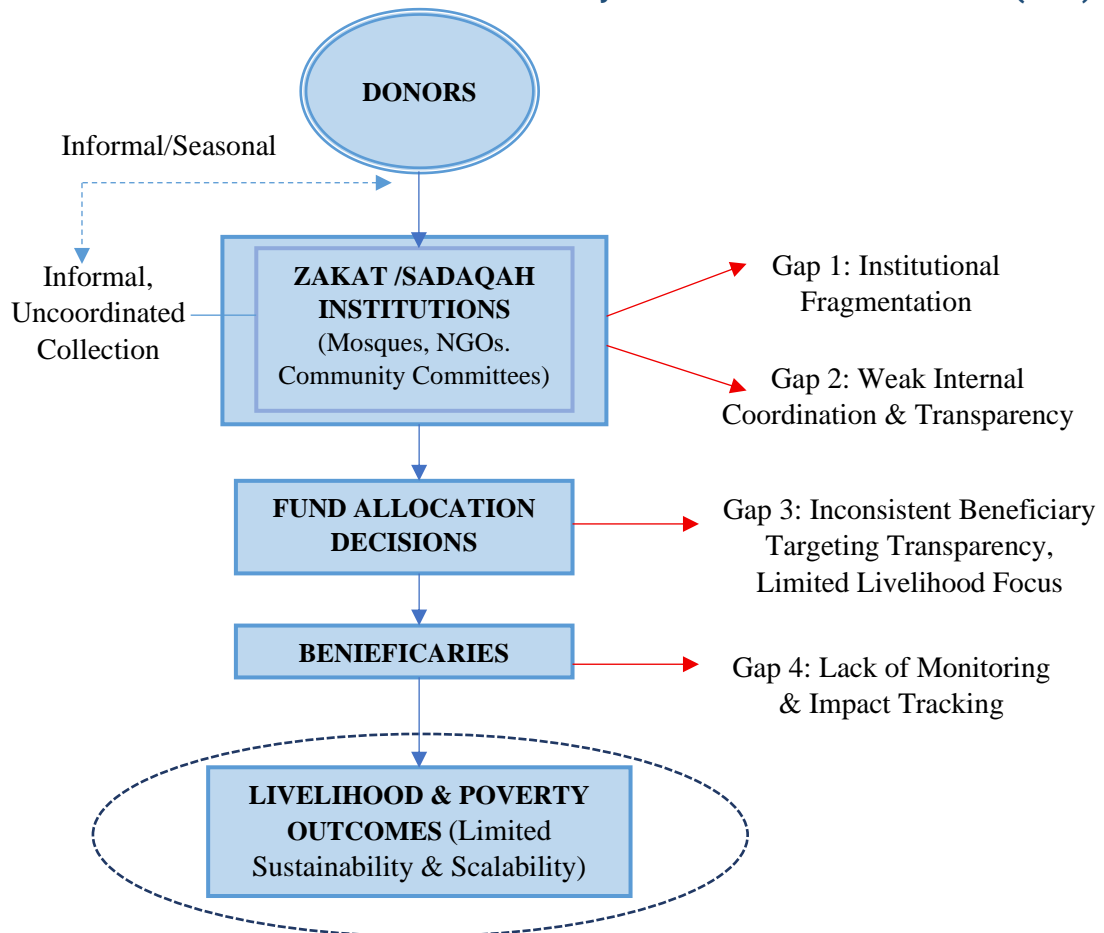 DONORS
Informal/Seasonal
ZAKAT /SADAQAH
INSTITUTIONS
(Mosques, NGOs.
Community Committees)
Informal,
Uncoordinated
Collection
Gap 1: Institutional
Fragmentation
Gap 2: Weak Internal
Coordination & Transparency
FUND ALLOCATION
DECISIONS
Gap 3: Inconsistent Beneficiary
Targeting Transparency,
Limited Livelihood Focus
BENIEFICARIES
Gap 4: Lack of Monitoring
& Impact Tracking
LIVELIHOOD & POVERTY
OUTCOMES (Limited
Sustainability & Scalability)